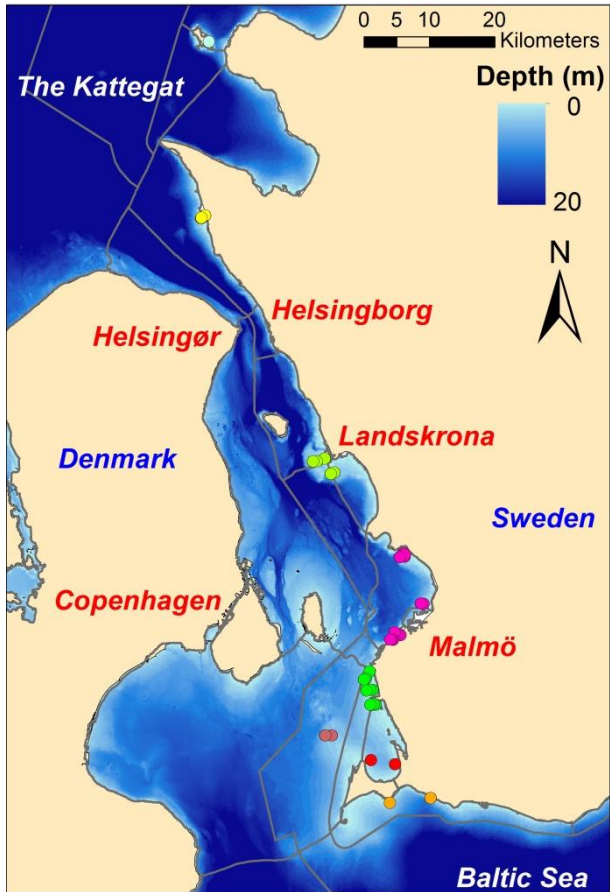 0 5 10 20
Kilometers
The Kattegat
Depth (m)
0
20
N
Helsingborg
Helsingør
Landskrona
Denmark
Sweden
Copenhagen
Malmö
Baltic Sea